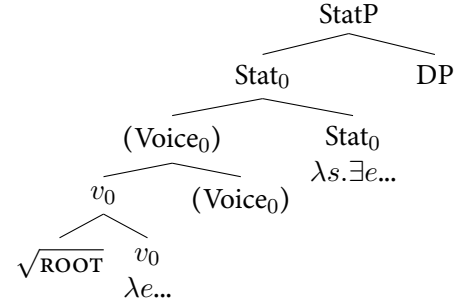 StatP
Stat₀ DP
(Voice₀) Stat₀
λs.∃e...
v₀ (Voice₀)
√ROOT v₀
λe...